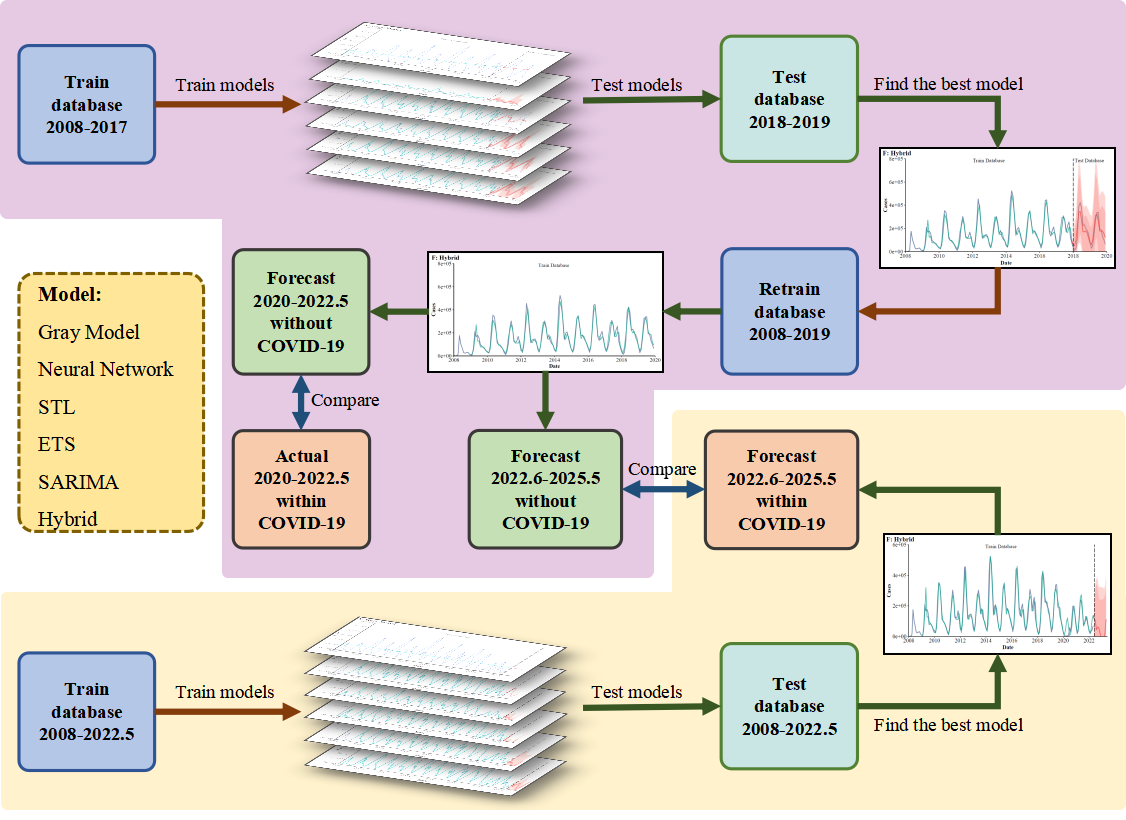 Train
database
2008-2017
Train models
Test models
Test
database
2018-2019
Find the best model
F: Hybrid
Train Database
Test Database
8e+05
6e+05
4e+05
2e+05
0e+00
Cases
2008 2010 2012 2014 2016 2018 2020
Date
Forecast
2020-2022.5
without
COVID-19
F: Hybrid
Train Database
8e+05
6e+05
4e+05
2e+05
0e+00
Cases
2008 2010 2012 2014 2016 2018 2020
Date
Retrain
database
2008-2019
Model:
Gray Model
Neural Network
STL
ETS
SARIMA
Hybrid
Compare
Actual
2020-2022.5
within
COVID-19
Forecast
2022.6-2025.5
without
COVID-19
Compare
Forecast
2022.6-2025.5
within
COVID-19
F: Hybrid
Train Database
6e+05
4e+05
2e+05
0e+00
Cases
2008 2010 2012 2014 2016 2018 2020 2022
Date
Train
database
2008-2022.5
Train models
Test models
Test
database
2008-2022.5
Find the best model